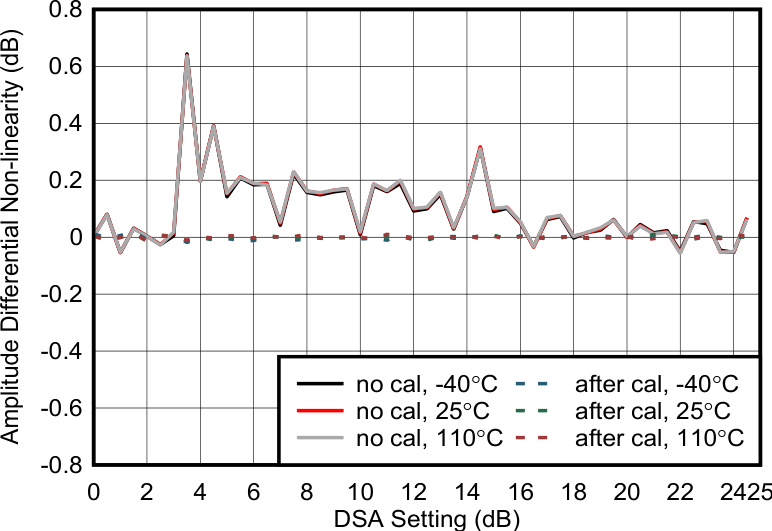 Amplitude Differential Non-linearity (dB)
0.8
0.6
0.4
0.2
0
-0.2
-0.4
-0.6
-0.8
no cal, -40°C after cal, -40°C
no cal, 25°C after cal, 25°C
no cal, 110°C after cal, 110°C
0 2 4 6 8 10 12 14 16 18 20 22 2425
DSA Setting (dB)